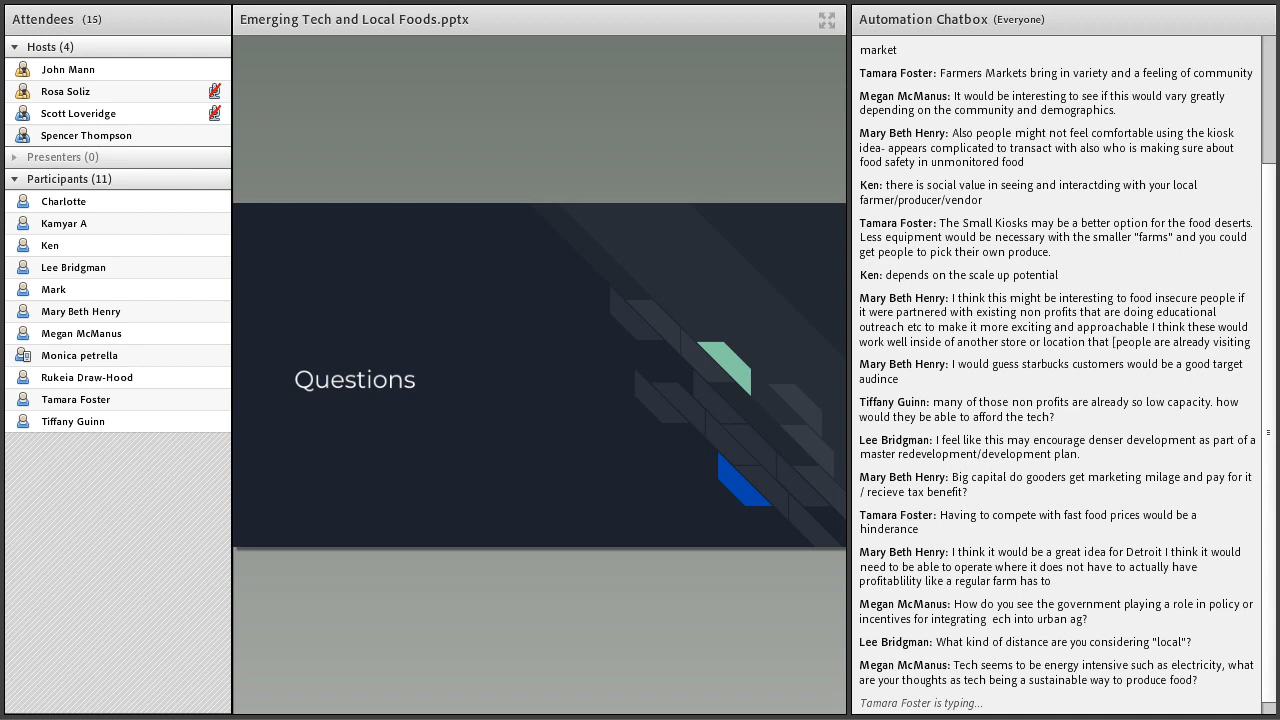 Attendees (15)
Hosts (4)
John Mann
Rosa Soliz
Scott Loveridge
Spencer Thompson
Presenters (0)
Participants (11)
Charlotte
Kamyar A
Ken
Lee Bridgman
Mark
Mary Beth Henry
Megan McManus
Monica petrella
Rukeia Draw-Hood
Tamara Foster
Tiffany Guinn
Emerging Tech and Local Foods.pptx
Questions
Automation Chatbox (Everyone)
market
Tamara Foster: Farmers Markets bring in variety and a feeling of community
Megan McManus: It would be interesting to see if this would vary greatly
depending on the community and demographics.
Mary Beth Henry: Also people might not feel comfortable using the kiosk
idea- appears complicated to transact with also who is making sure about
food safety in unmonitored food
Ken: there is social value in seeing and interactding with your local
farmer/producer/vendor
Tamara Foster: The Small Kiosks may be a better option for the food deserts.
Less equipment would be necessary with the smaller "farms" and you could
get people to pick their own produce.
Ken: depends on the scale up potential
Mary Beth Henry: I think this might be interesting to food insecure people if
it were partnered with existing non profits that are doing educational
outreach etc to make it more exciting and approachable I think these would
work well inside of another store or location that [people are already visiting
Mary Beth Henry: I would guess starbucks customers would be a good target
audince
Tiffany Guinn: many of those non profits are already so low capacity. how
would they be able to afford the tech?
Lee Bridgman: I feel like this may encourage denser development as part of a
master redevelopment/development plan.
Mary Beth Henry: Big capital do gooders get marketing milage and pay for it
/ recieve tax benefit?
Tamara Foster: Having to compete with fast food prices would be a
hinderance
Mary Beth Henry: I think it would be a great idea for Detroit I think it would
need to be able to operate where it does not have to actually have
profitablility like a regular farm has to
Megan McManus: How do you see the government playing a role in policy or
incentives for integrating  ech into urban ag?
Lee Bridgman: What kind of distance are you considering "local"?
Megan McManus: Tech seems to be energy intensive such as electricity, what
are your thoughts as tech being a sustainable way to produce food?
Tamara Foster is typing...